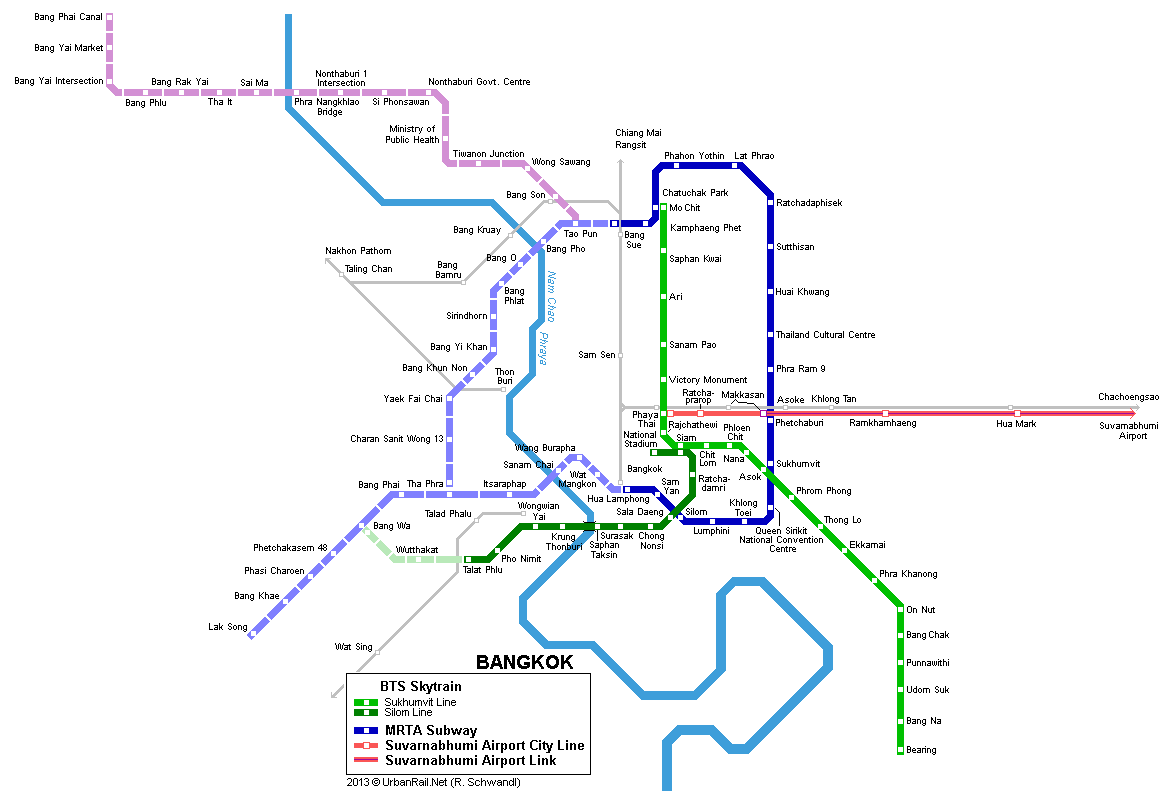 Bang Phai Canal
Bang Yai Market
Bang Yai Intersection
Bang Phlu
Bang Rak Yai
Tha It
Sai Ma
Phra Nangkhlao
Bridge
Nonthaburi 1
Intersection
Si Phonsawan
Nonthaburi Govt. Centre
Ministry of
Public Health
Tiwanon Junction
Wong Sawang
Bang Son
Tao Pun
Chiang Mai
Rangsit
Phahon Yothin
Lat Phrao
Chatuchak Park
Mo Chit
Kamphaeng Phet
Bang
Sue
Ratchadaphisek
Saphan Kwai
Sutthisan
Ari
Huai Khwang
Sanam Pao
Thailand Cultural Centre
Victory Monument
Phra Ram 9
Bang Kruay
Bang Pho
Nakhon Pathom
Taling Chan
Bang
Bamru
Bang O
Bang
Phlat
Nam Chao Phraya
Sirindhorn
Bang Yi Khan
Bang Khun Non
Thon
Buri
Sam Sen
Yaek Fai Chai
Ratcha-
prarop
Makkasan
Asoke
Khlong Tan
Chachoengsao
Phaya
Thai
Rajchathewi
Phetchaburi
Ramkhamhaeng
Hua Mark
Suvarnabhumi
Airport
National
Stadium
Siam
Phloen
Chit
Chit
Lom
Nana
Charan Sanit Wong 13
Wang Burapha
Sanam Chai
Wat
Mangkon
Bangkok
Sam
Yan
Ratcha-
damri
Asok
Sukhumvit
Phrom Phong
Bang Phai
Tha Phra
Itsaraphap
Hua Lamphong
Khlong
Toei
Talad Phalu
Wongwian
Yai
Sala Daeng
Silom
Lumphini
Queen Sirikit
National Convention
Centre
Thong Lo
Bang Wa
Krung
Thonburi
Saphan
Taksin
Surasak
Chong
Nonsi
Ekkamai
Phetchakasem 48
Wutthakat
Pho Nimit
Talat Phlu
Phra Khanong
Phasi Charoen
Bang Khae
On Nut
Lak Song
Bang Chak
Wat Sing
Punnawithi
Udom Suk
Bang Na
Bearing
BANGKOK
BTS Skytrain
Sukhumvit Line
Silom Line
MRTA Subway
Suvarnabhumi Airport City Line
Suvarnabhumi Airport Link
2013 © UrbanRail.Net (R. Schwandl)